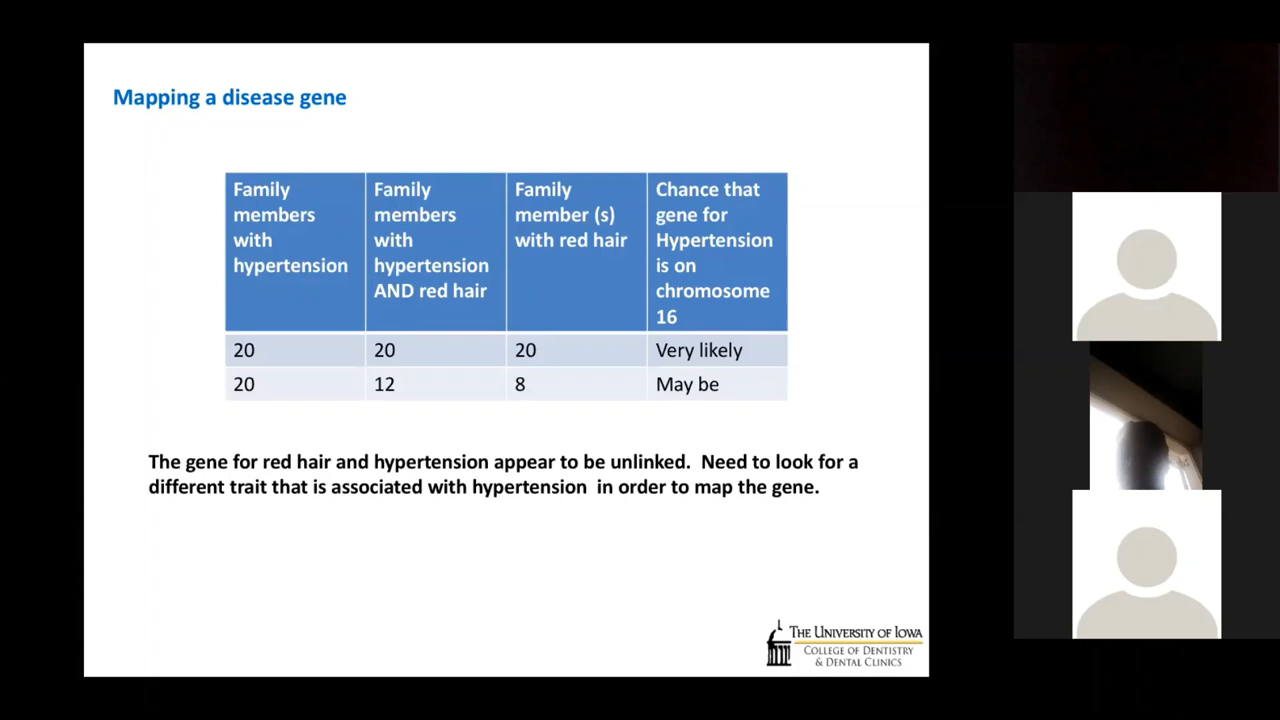 Mapping a disease gene
Family
members
with
hypertension
Family
members
with
hypertension
AND red hair
Family
member (s)
with red hair
Chance that
gene for
Hypertension
is on
chromosome
16
20 20 20 Very likely
20 12 8 May be
The gene for red hair and hypertension appear to be unlinked. Need to look for a
different trait that is associated with hypertension in order to map the gene.
THE UNIVERSITY OF IOWA
COLLEGE OF DENTISTRY
& DENTAL CLINICS